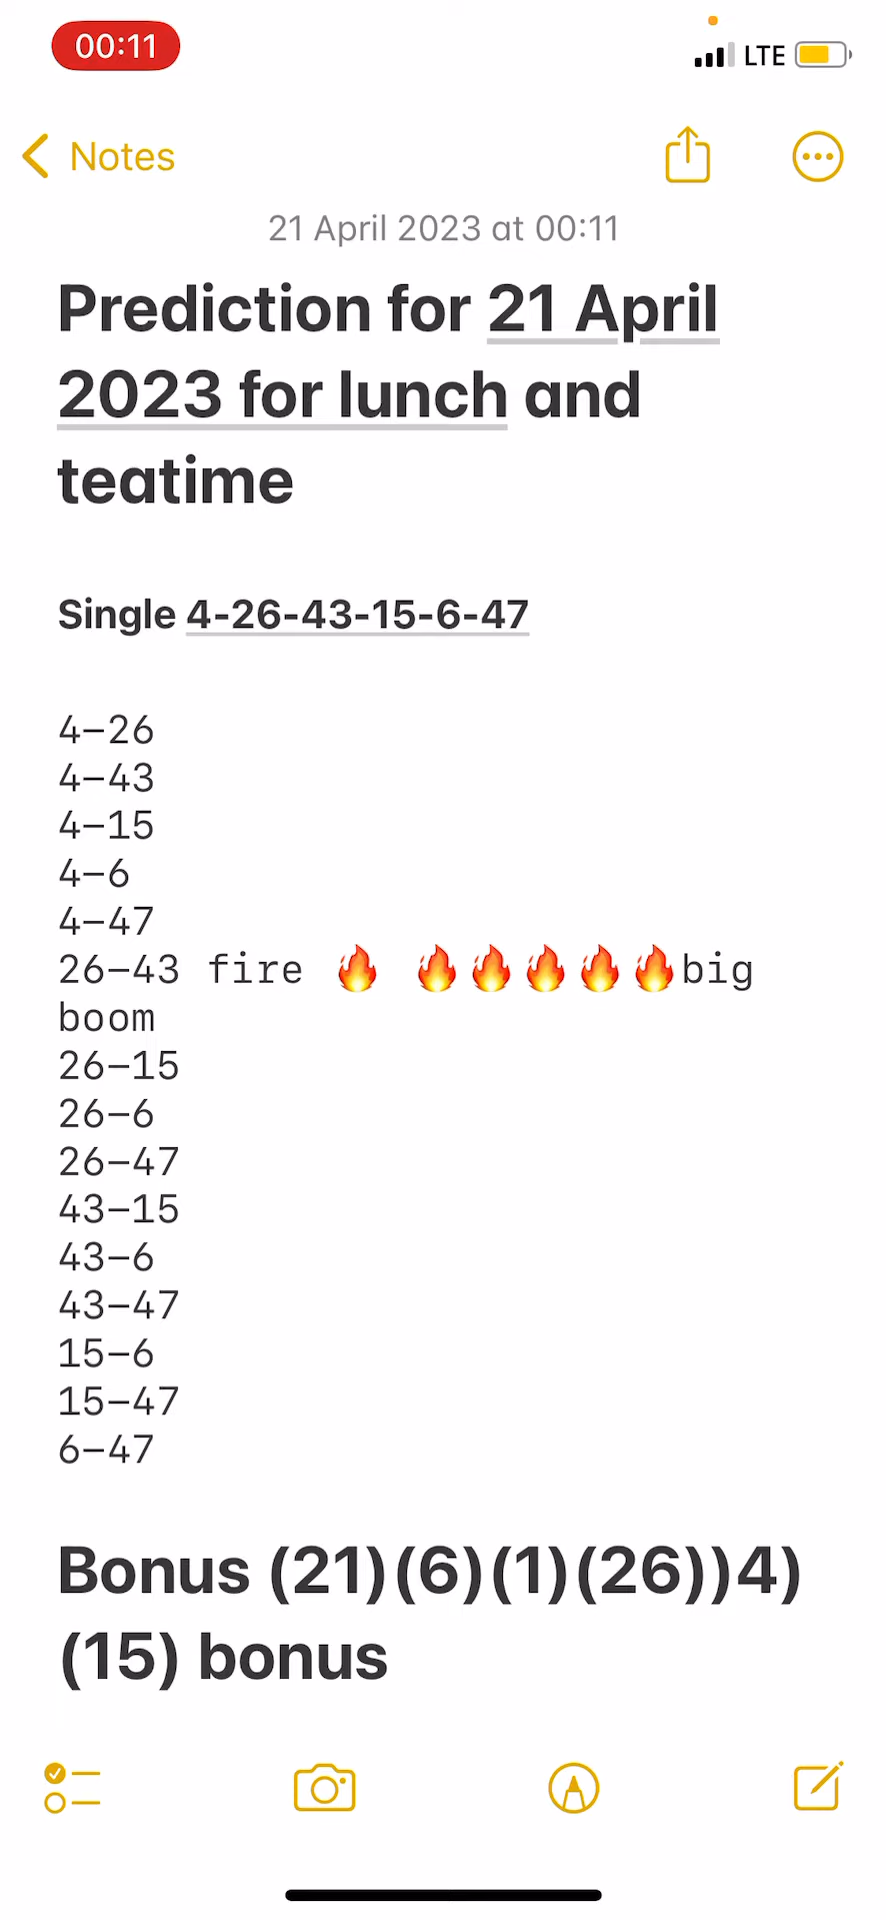 00:11
LTE
Notes
21 April 2023 at 00:11
Prediction for 21 April
2023 for lunch and
teatime
Single 4-26-43-15-6-47
4-26
4-43
4-15
4-6
4-47
26-43 fire 🔥 🔥🔥🔥🔥🔥big
boom
26-15
26-6
26-47
43-15
43-6
43-47
15-6
15-47
6-47
Bonus (21)(6)(1)(26))4)
(15) bonus